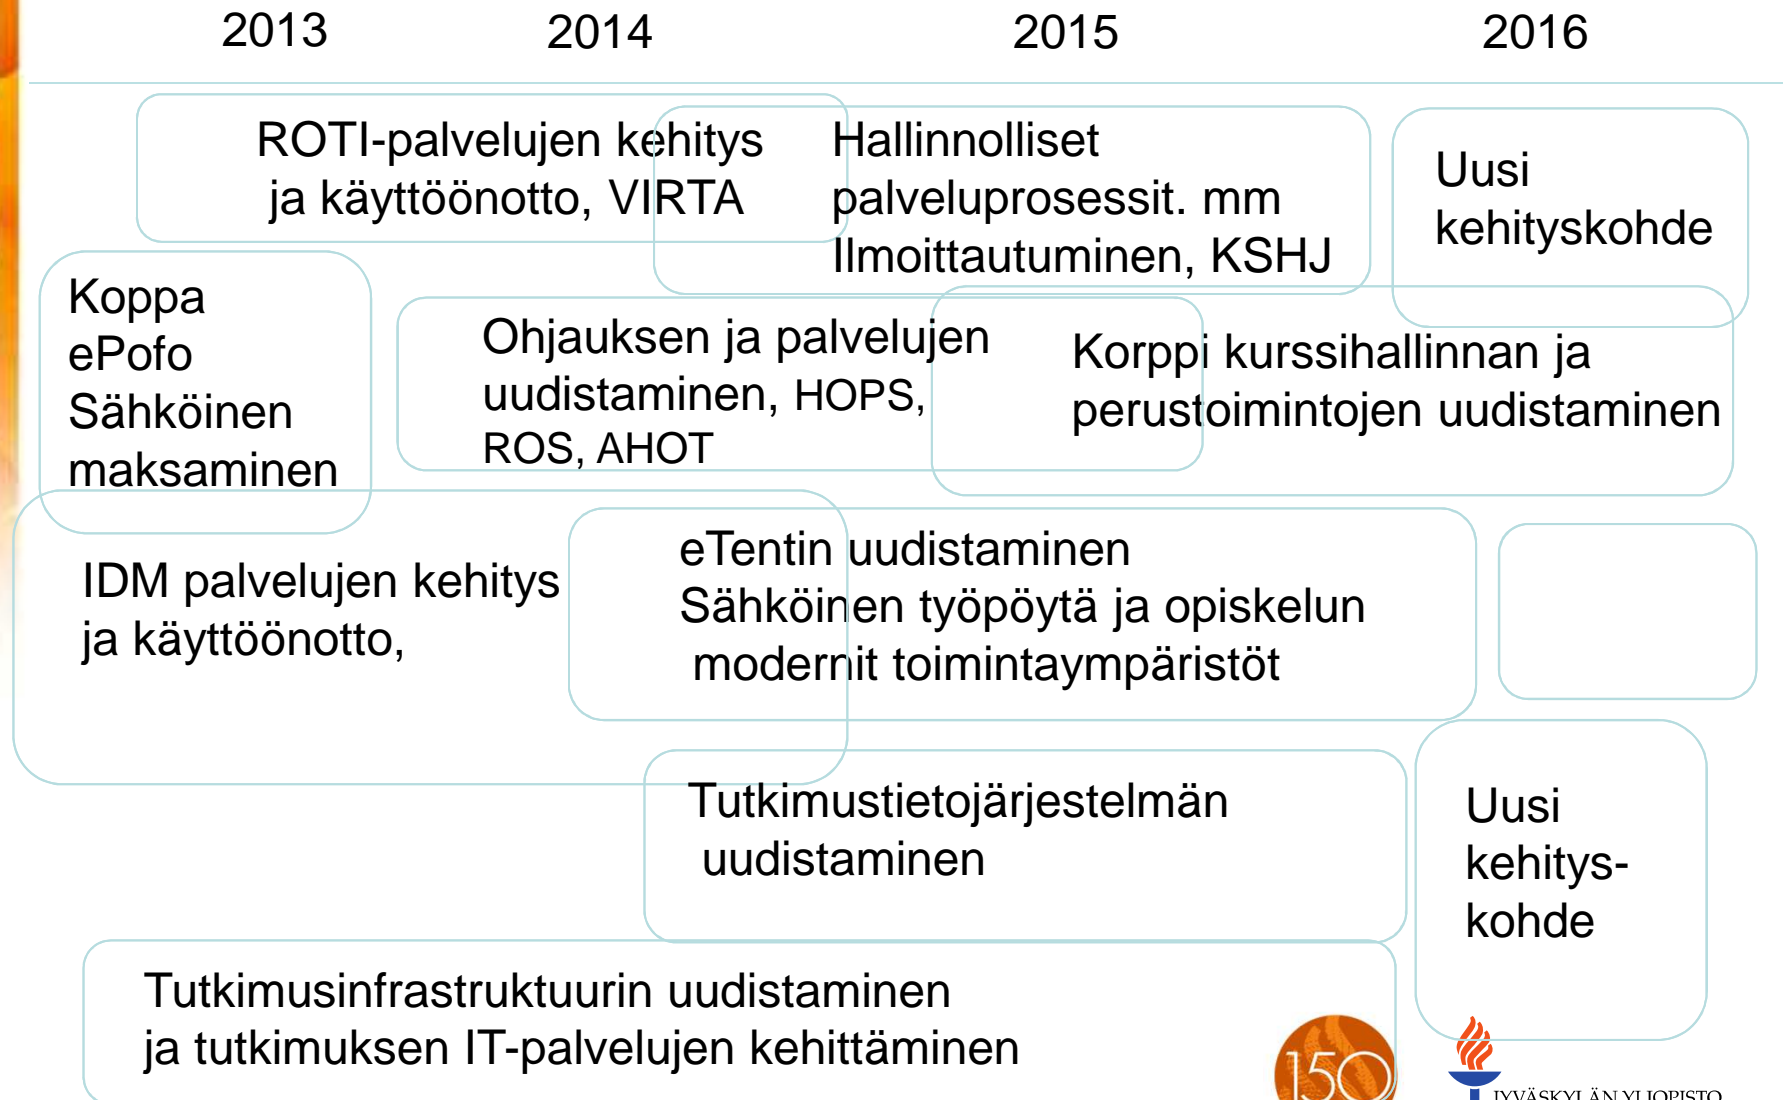 2013
2014
2015
2016
ROTI-palvelujen kehitys
ja käyttöönotto, VIRTA
Hallinnolliset
palveluprosessit. mm
Ilmoittautuminen, KSHJ
Uusi
kehityskohde
Koppa
ePofo
Sähköinen
maksaminen
Ohjauksen ja palvelujen
uudistaminen, HOPS,
ROS, AHOT
Korppi kurssihallinnan ja
perustoimintojen uudistaminen
IDM palvelujen kehitys
ja käyttöönotto,
eTentin uudistaminen
Sähköinen työpöytä ja opiskelun
modernit toimintaympäristöt
Tutkimustietojärjestelmän
uudistaminen
Uusi
kehitys-
kohde
Tutkimusinfrastruktuurin uudistaminen
ja tutkimuksen IT-palvelujen kehittäminen
150
JYVÄSKYLÄN YLIOPISTO